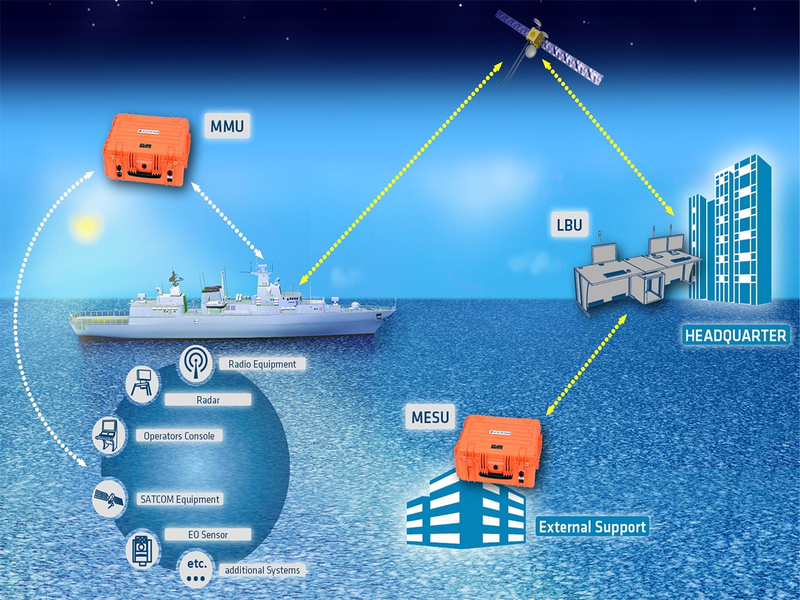 MMU
LBU
HEADQUARTER
Radio Equipment
Radar
Operators Console
SATCOM Equipment
EO Sensor
etc.
additional Systems
MESU
External Support